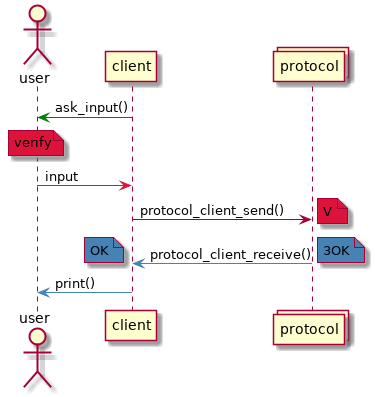 user
client
protocol
ask_input()
verify
input
protocol_client_send()
V
OK
protocol_client_receive()
3OK
print()
user
client
protocol